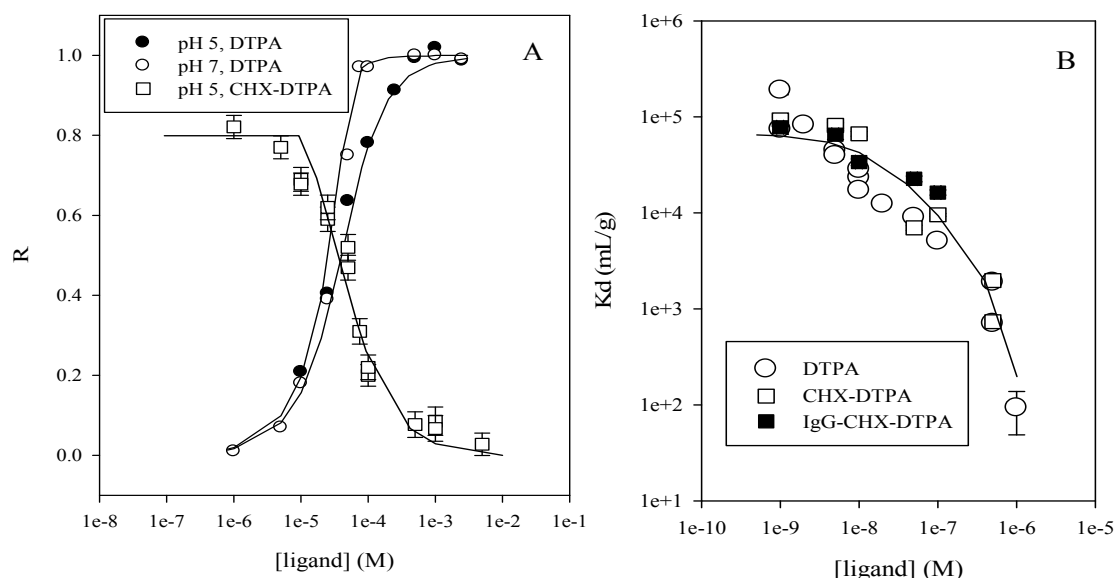 pH 5, DTPA
pH 7, DTPA
pH 5, CHX-DTPA
A
1.0
0.8
0.6
0.4
0.2
0.0
R
1e-8 1e-7 1e-6 1e-5 1e-4 1e-3 1e-2 1e-1
[ligand] (M)
B
1e+6
1e+5
1e+4
1e+3
1e+2
1e+1
Kd (mL/g)
DTPA
CHX-DTPA
IgG-CHX-DTPA
1e-10 1e-9 1e-8 1e-7 1e-6 1e-5
[ligand] (M)